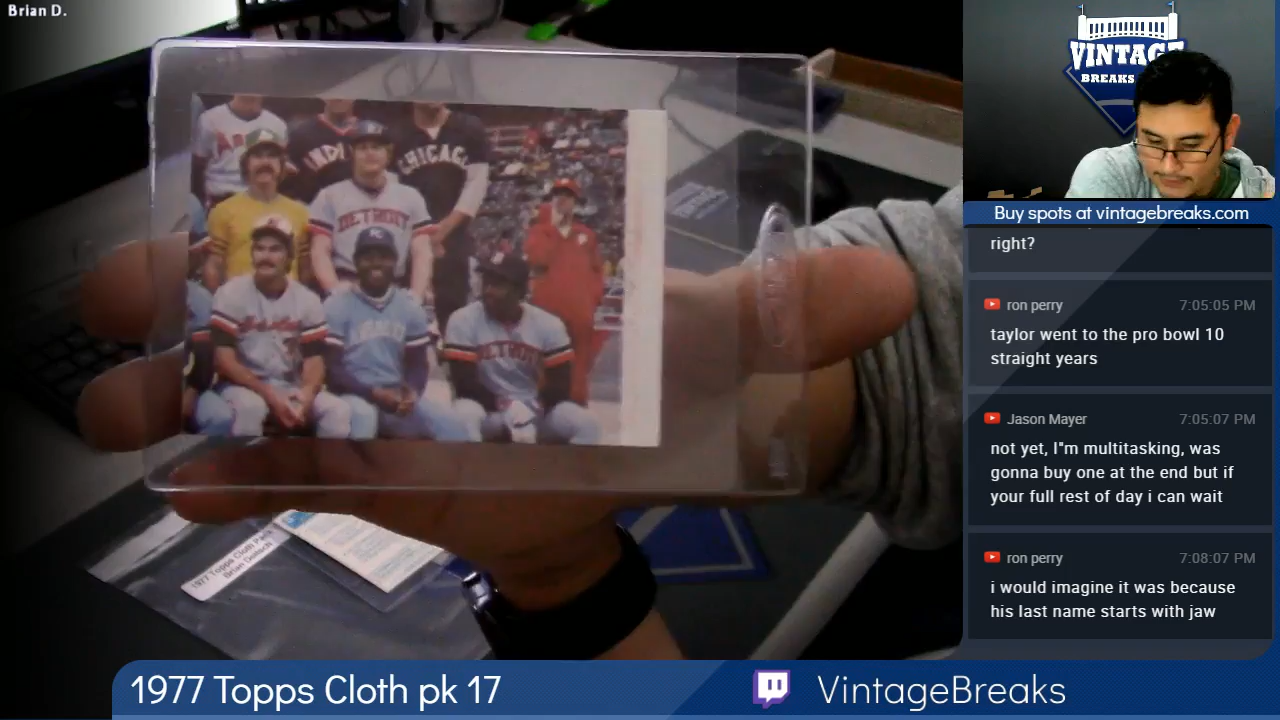 Brian D.
A's
INDI
CHICAG
DETROIT
DETROIT
1977 Topps Cloth Pack
VINTAGE
BREAKS
Buy spots at vintagebreaks.com
right?
ron perry 7:05:05 PM
taylor went to the pro bowl 10
straight years
Jason Mayer 7:05:07 PM
not yet, I"m multitasking, was
gonna buy one at the end but if
your full rest of day i can wait
ron perry 7:08:07 PM
i would imagine it was because
his last name starts with jaw
1977 Topps Cloth pk 17
VintageBreaks